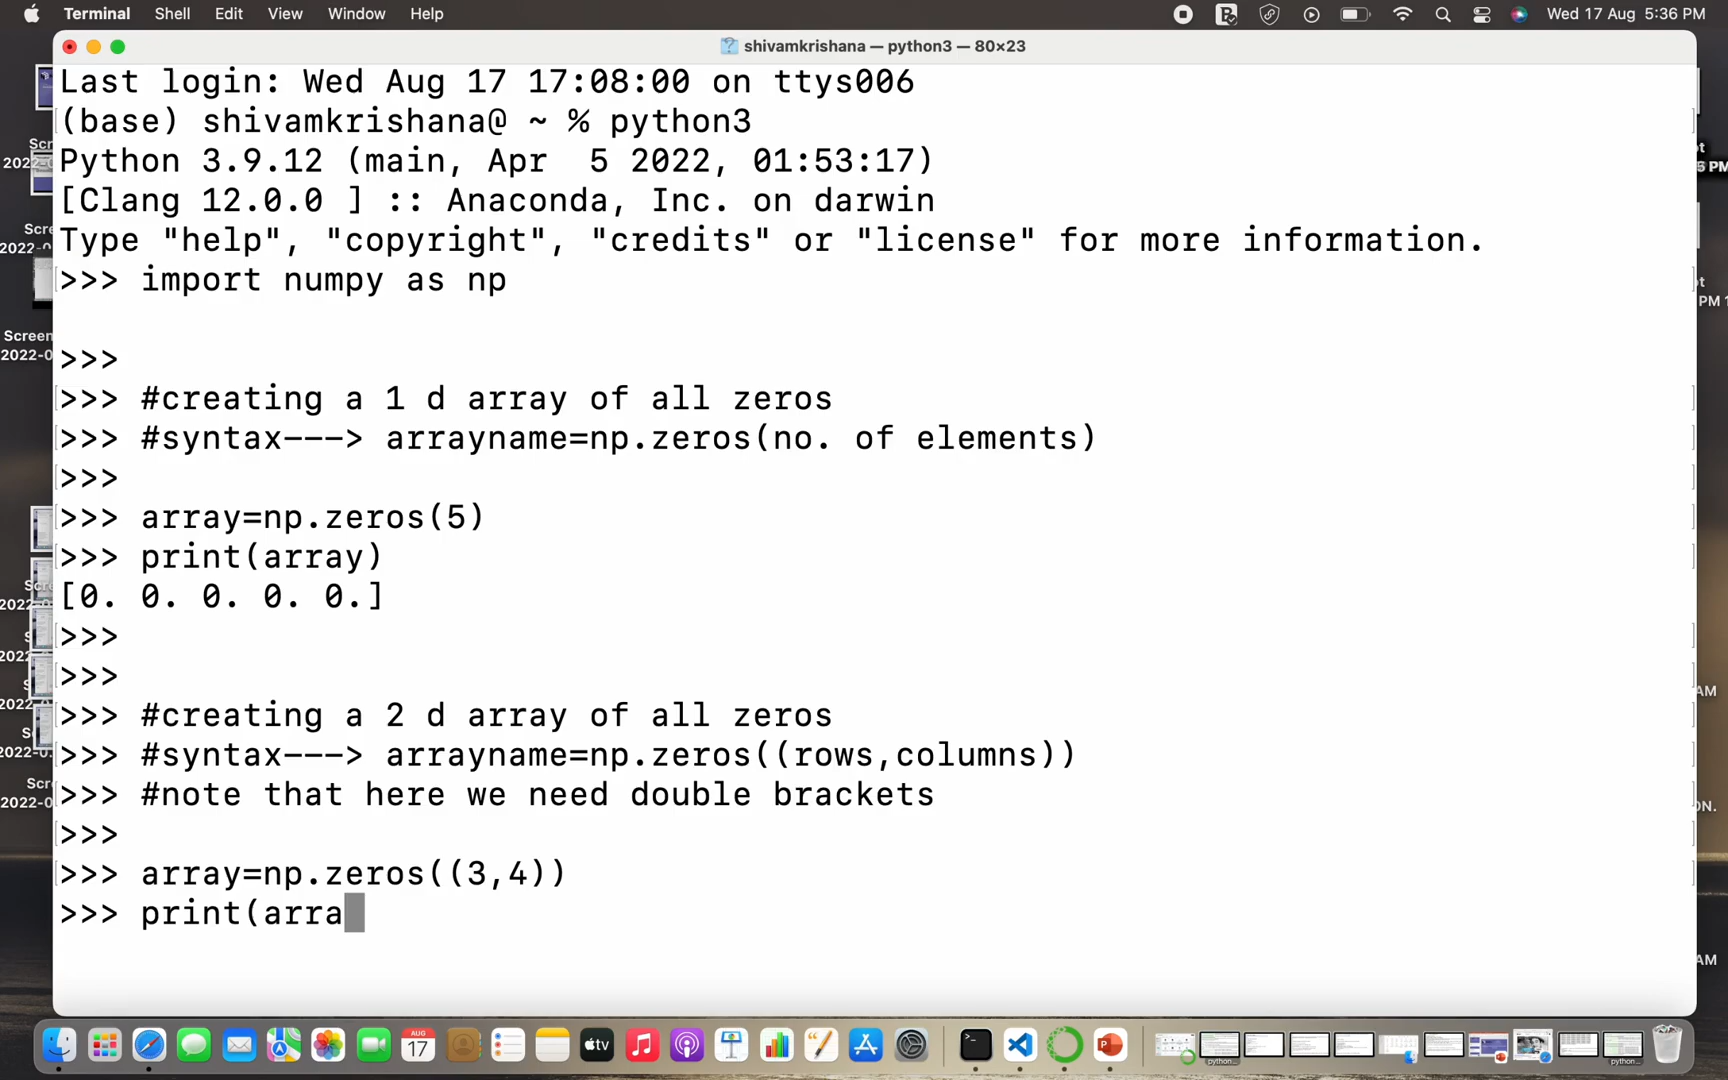 Terminal Shell Edit View Window Help Wed 17 Aug 5:36 PM
shivamkrishana — python3 — 80×23
Last login: Wed Aug 17 17:08:00 on ttys006
(base) shivamkrishana@ ~ % python3
Python 3.9.12 (main, Apr  5 2022, 01:53:17)
[Clang 12.0.0 ] :: Anaconda, Inc. on darwin
Type "help", "copyright", "credits" or "license" for more information.
>>> import numpy as np
>>>
>>> #creating a 1 d array of all zeros
>>> #syntax---> arrayname=np.zeros(no. of elements)
>>>
>>> array=np.zeros(5)
>>> print(array)
[0. 0. 0. 0. 0.]
>>>
>>>
>>> #creating a 2 d array of all zeros
>>> #syntax---> arrayname=np.zeros((rows,columns))
>>> #note that here we need double brackets
>>>
>>> array=np.zeros((3,4))
>>> print(arra
AUG
17
tv